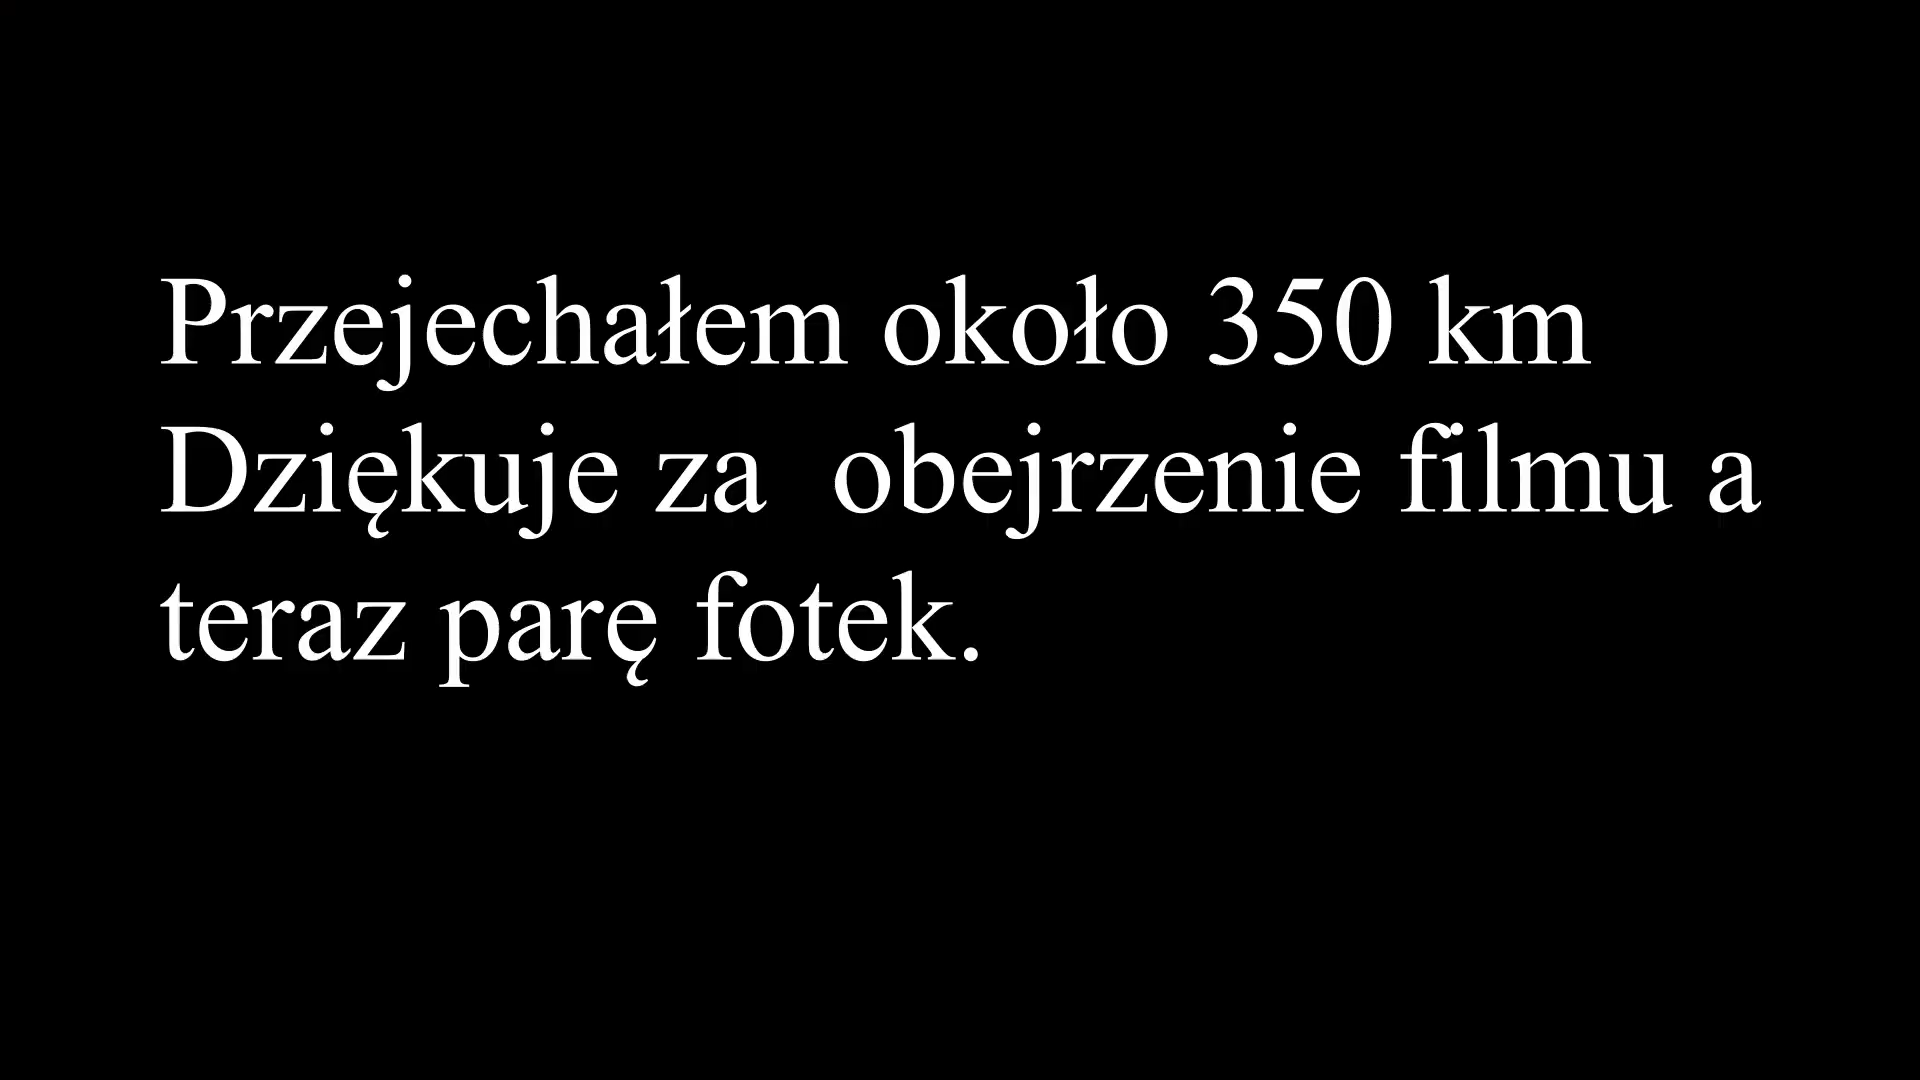 Przejechałem około 350 km
Dziękuje za  obejrzenie filmu a
teraz parę fotek.